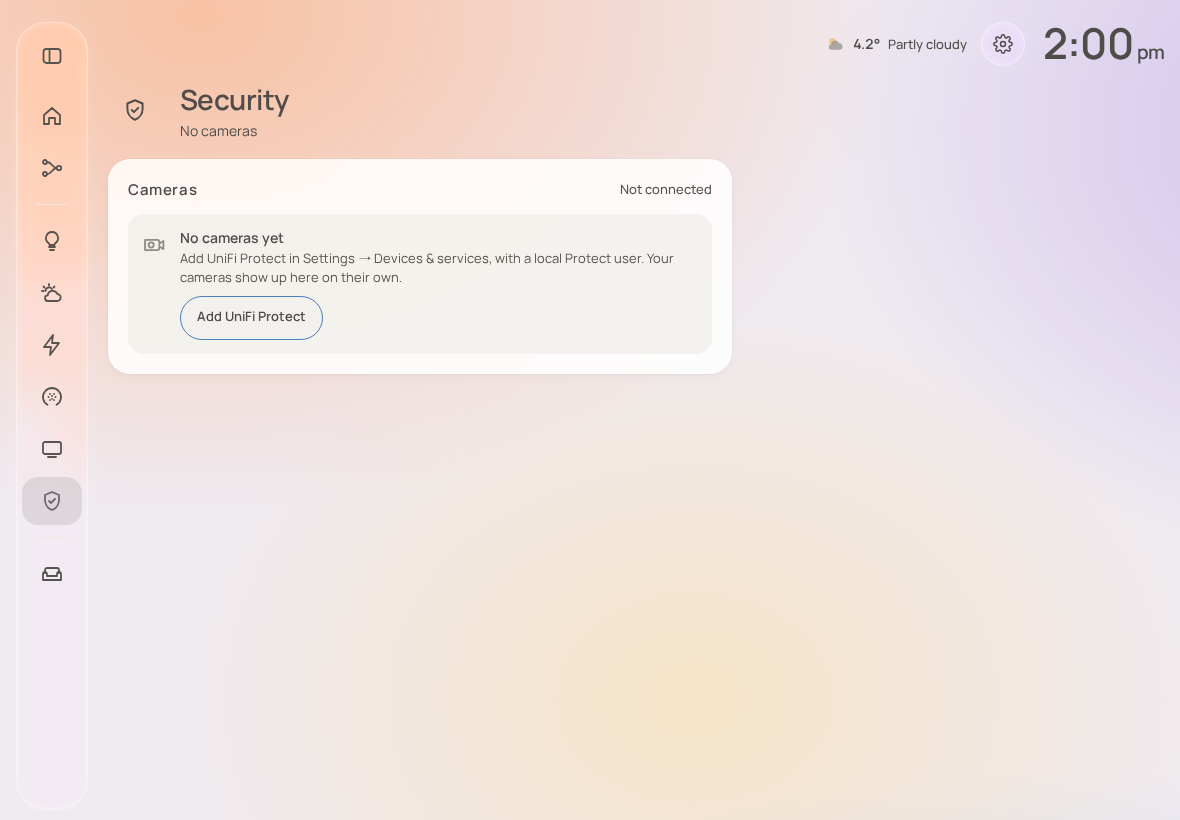 4.2° Partly cloudy
2:00 pm
Security
No cameras
Cameras
Not connected
No cameras yet
Add UniFi Protect in Settings → Devices & services, with a local Protect user. Your
cameras show up here on their own.
Add UniFi Protect